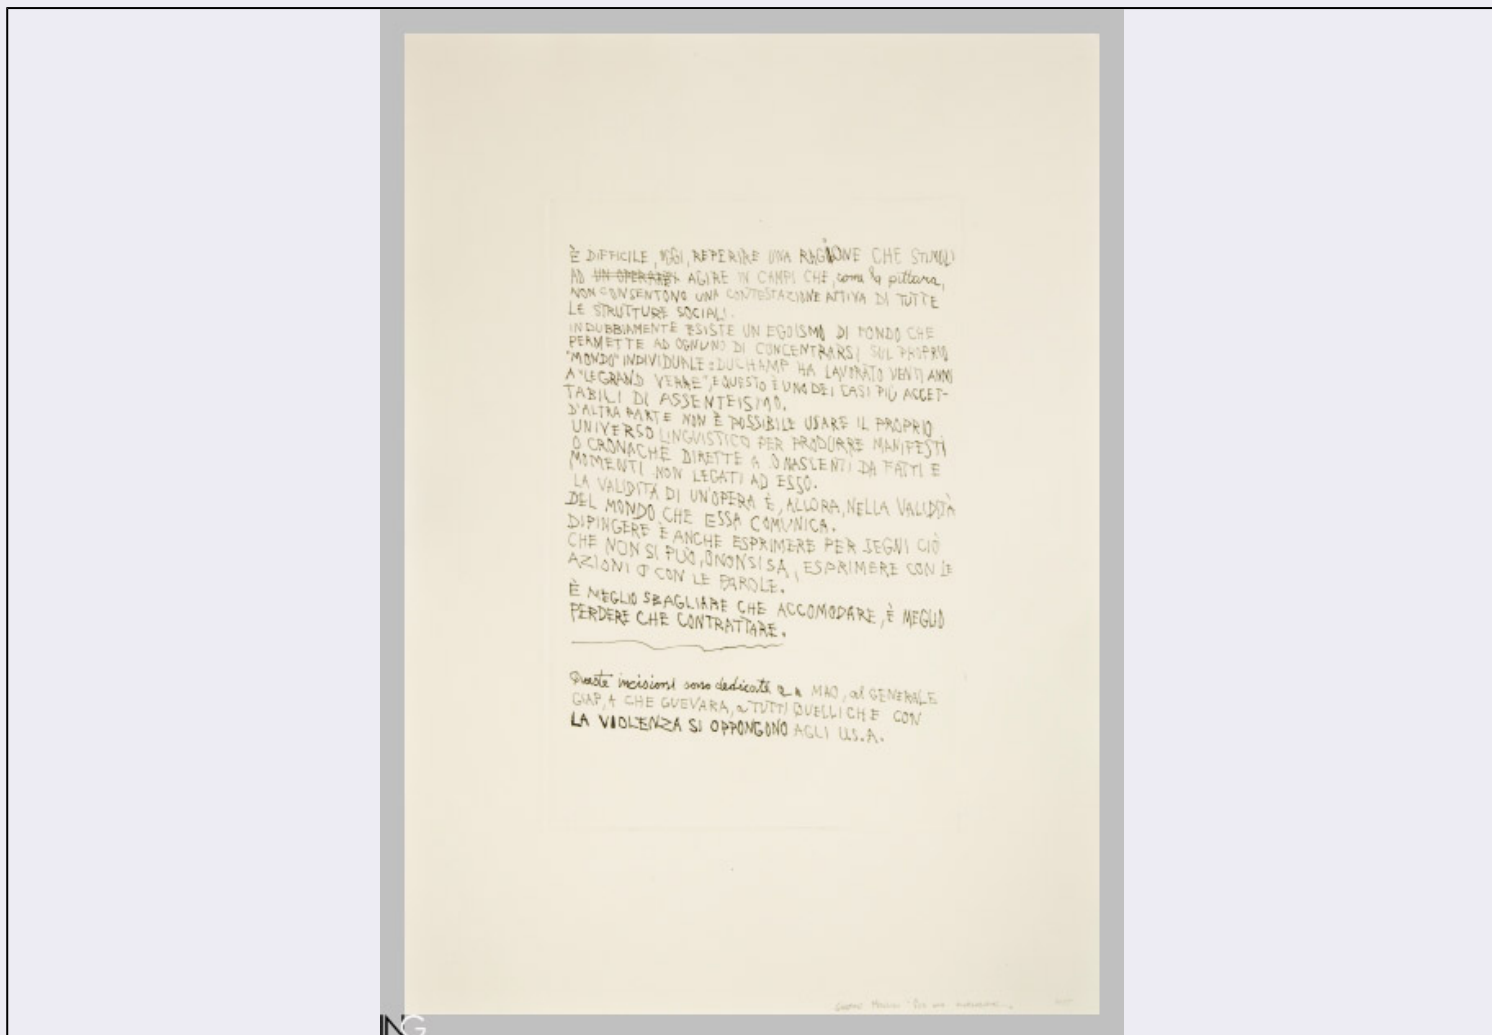 È DIFFICILE, OGGI, REPERIRE UNA RAGIONE CHE STIMOLI
AD UN OPERARE AGIRE IN CAMPI CHE, come la pittura,
NON CONSENTONO UNA CONTESTAZIONE ATTIVA DI TUTTE
LE STRUTTURE SOCIALI.
INDUBBIAMENTE ESISTE UN EGOISMO DI FONDO CHE
PERMETTE AD OGNUNO DI CONCENTRARSI SUL PROPRIO
"MONDO" INDIVIDUALE: DUCHAMP HA LAVORATO VENTI ANNI
A "LE GRAND VERRE", E QUESTO È UNO DEI CASI PIÙ ACCET-
TABILI DI ASSENTEISMO.
D'ALTRA PARTE NON È POSSIBILE USARE IL PROPRIO
UNIVERSO LINGUISTICO PER PRODURRE MANIFESTI
O CRONACHE DIRETTE A O NASCENTI DA FATTI E
MOMENTI NON LEGATI AD ESSO.
LA VALIDITÀ DI UN'OPERA È, ALLORA, NELLA VALIDITÀ
DEL MONDO CHE ESSA COMUNICA.
DIPINGERE È ANCHE ESPRIMERE PER SEGNI CIÒ
CHE NON SI PUÒ, O NON SI SA, ESPRIMERE CON LE
AZIONI O CON LE PAROLE.
È MEGLIO SBAGLIARE CHE ACCOMODARE, È MEGLIO
PERDERE CHE CONTRATTARE.
Queste incisioni sono dedicate a MAO, al GENERALE
GIAP, A CHE GUEVARA, a TUTTI QUELLI CHE CON
LA VIOLENZA SI OPPONGONO AGLI U.S.A.
"Per una
ING